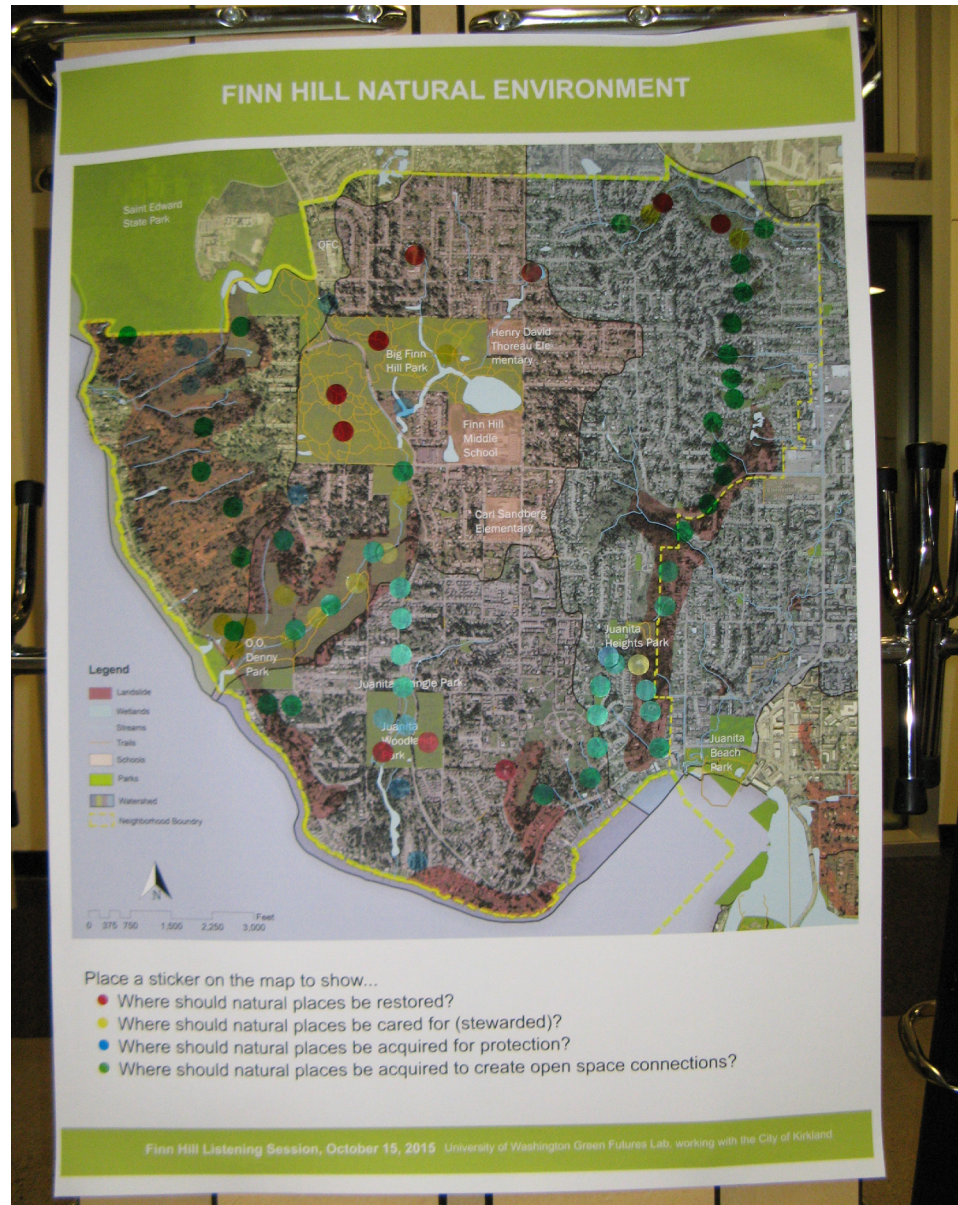 FINN HILL NATURAL ENVIRONMENT
Saint Edward
State Park
QFC
Henry David
Thoreau Ele
mentary
Big Finn
Hill Park
Finn Hill
Middle
School
Carl Sandberg
Elementary
O.O.
Denny
Park
Juanita
Heights Park
Juanita
Park
Juanita
Beach
Park
Legend
Landslide
Wetlands
Streams
Trails
Schools
Parks
Watershed
Neighborhood Boundry
N
Feet
0 375 750 1,500 2,250 3,000
Place a sticker on the map to show...
Where should natural places be restored?
Where should natural places be cared for (stewarded)?
Where should natural places be acquired for protection?
Where should natural places be acquired to create open space connections?
Finn Hill Listening Session, October 15, 2015 University of Washington Green Futures Lab, working with the City of Kirkland